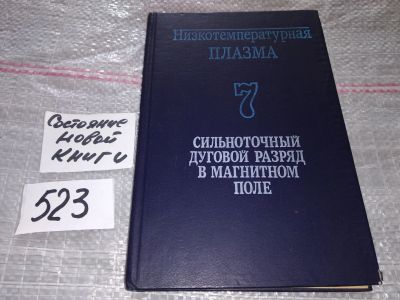 Низкотемпературная
ПЛАЗМА
7
СИЛЬНОТОЧНЫЙ
ДУГОВОЙ РАЗРЯД
В МАГНИТНОМ
ПОЛЕ
Состояние
новой
книги
523